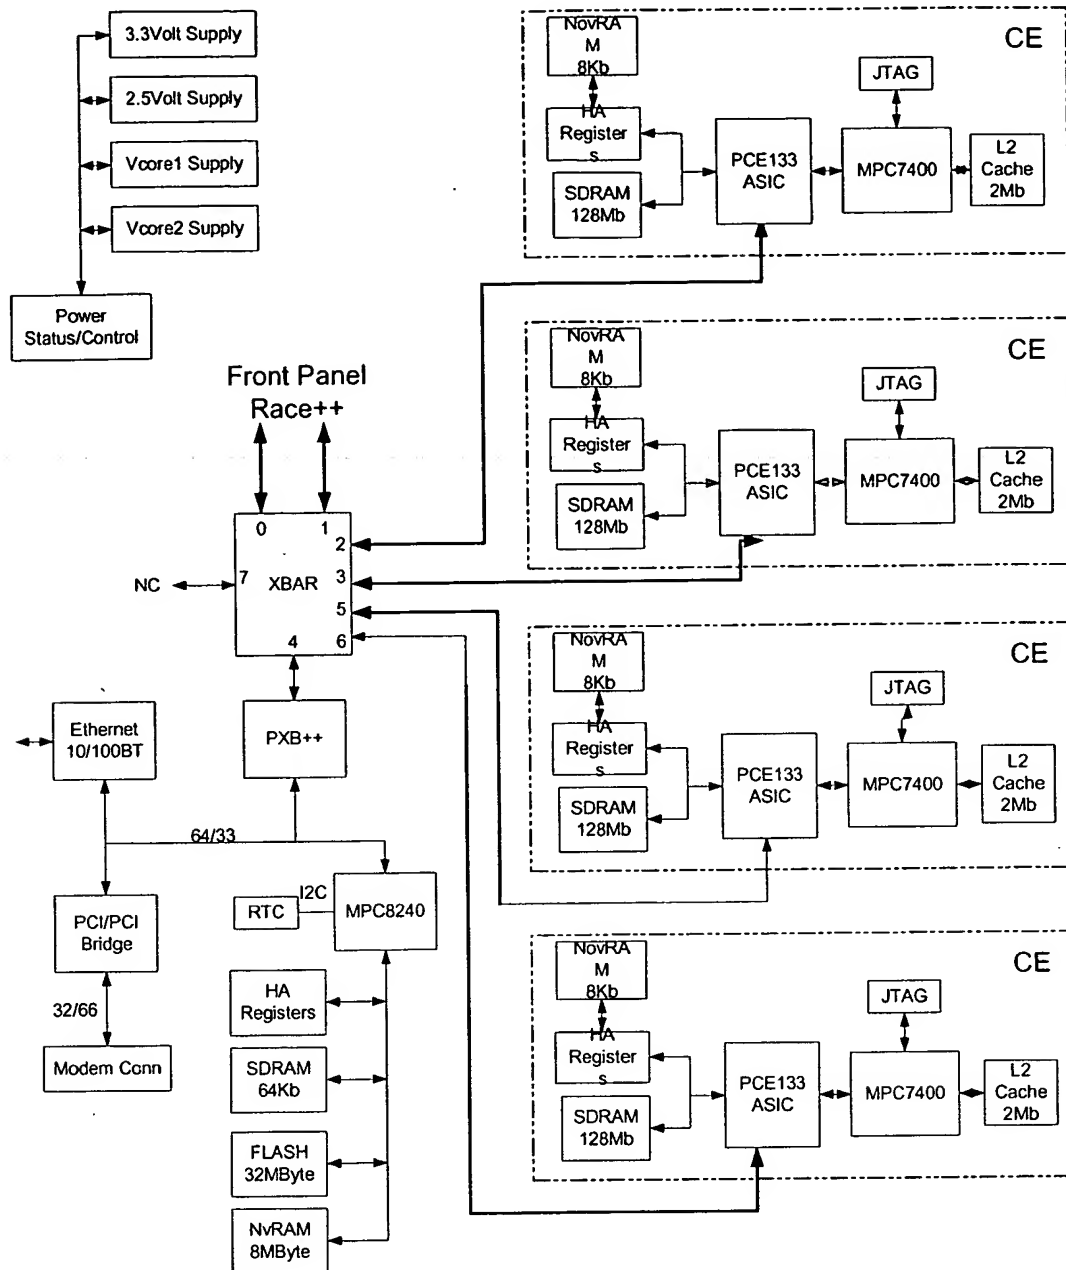 3.3Volt Supply
2.5Volt Supply
Vcore1 Supply
Vcore2 Supply
Power
Status/Control
Front Panel
Race++
0
1
2
3
5
6
4
7
XBAR
NC
PXB++
Ethernet
10/100BT
64/33
PCI/PCI
Bridge
32/66
Modem Conn
RTC
I2C
MPC8240
HA
Registers
SDRAM
64Kb
FLASH
32MByte
NvRAM
8MByte
CE
NovRA
M
8Kb
HA
Register
s
SDRAM
128Mb
PCE133
ASIC
JTAG
MPC7400
L2
Cache
2Mb
CE
NovRA
M
8Kb
HA
Register
s
SDRAM
128Mb
PCE133
ASIC
JTAG
MPC7400
L2
Cache
2Mb
CE
NovRA
M
8Kb
HA
Register
s
SDRAM
128Mb
PCE133
ASIC
JTAG
MPC7400
L2
Cache
2Mb
CE
NovRA
M
8Kb
HA
Register
s
SDRAM
128Mb
PCE133
ASIC
JTAG
MPC7400
L2
Cache
2Mb